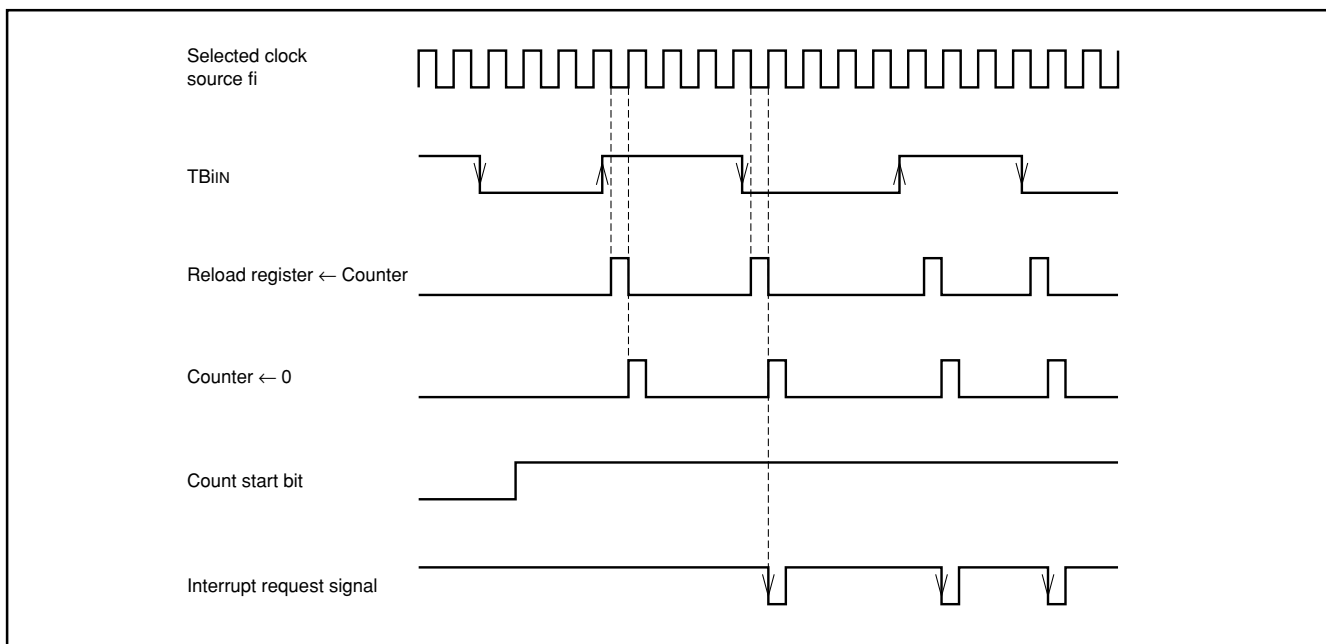 Selected clock
source fi
TBiIN
Reload register ← Counter
Counter ← 0
Count start bit
Interrupt request signal